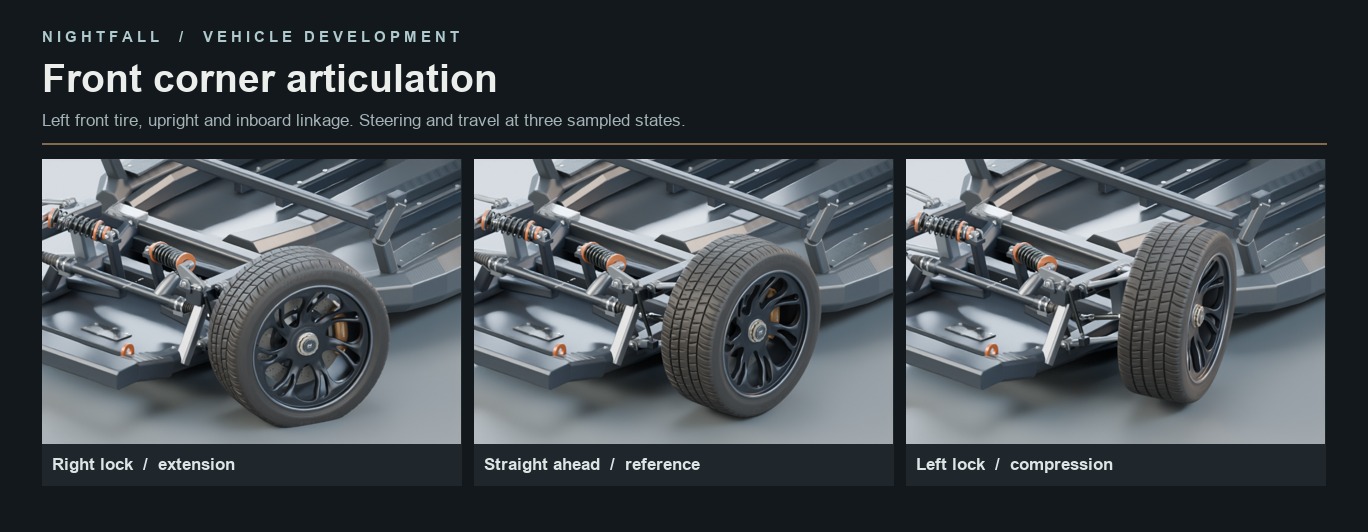 NIGHTFALL / VEHICLE DEVELOPMENT
Front corner articulation
Left front tire, upright and inboard linkage. Steering and travel at three sampled states.
Right lock / extension
Straight ahead / reference
Left lock / compression